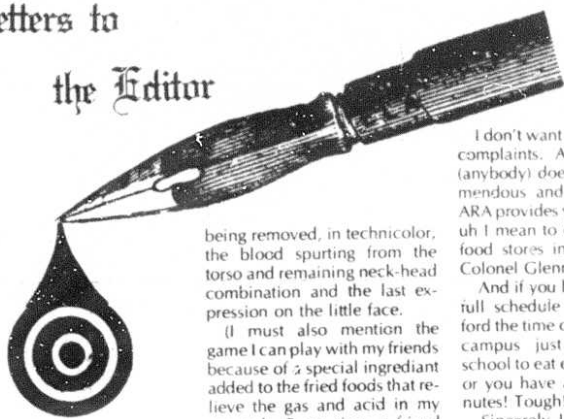 etters to
the Editor
being removed, in technicolor,
the blood spurting from the
torso and remaining neck-head
combination and the last ex-
pression on the little face.
(I must also mention the
game I can play with my friends
because of a special ingrediant
added to the fried foods that re-
lieve the gas and acid in my
I don't want
complaints. A
(anybody) doe
mendous and
ARA provides
uh I mean to
food stores in
Colonel Glenn
And if you h
full schedule
ford the time o
campus just
school to eat e
or you have
nutes! Tough!